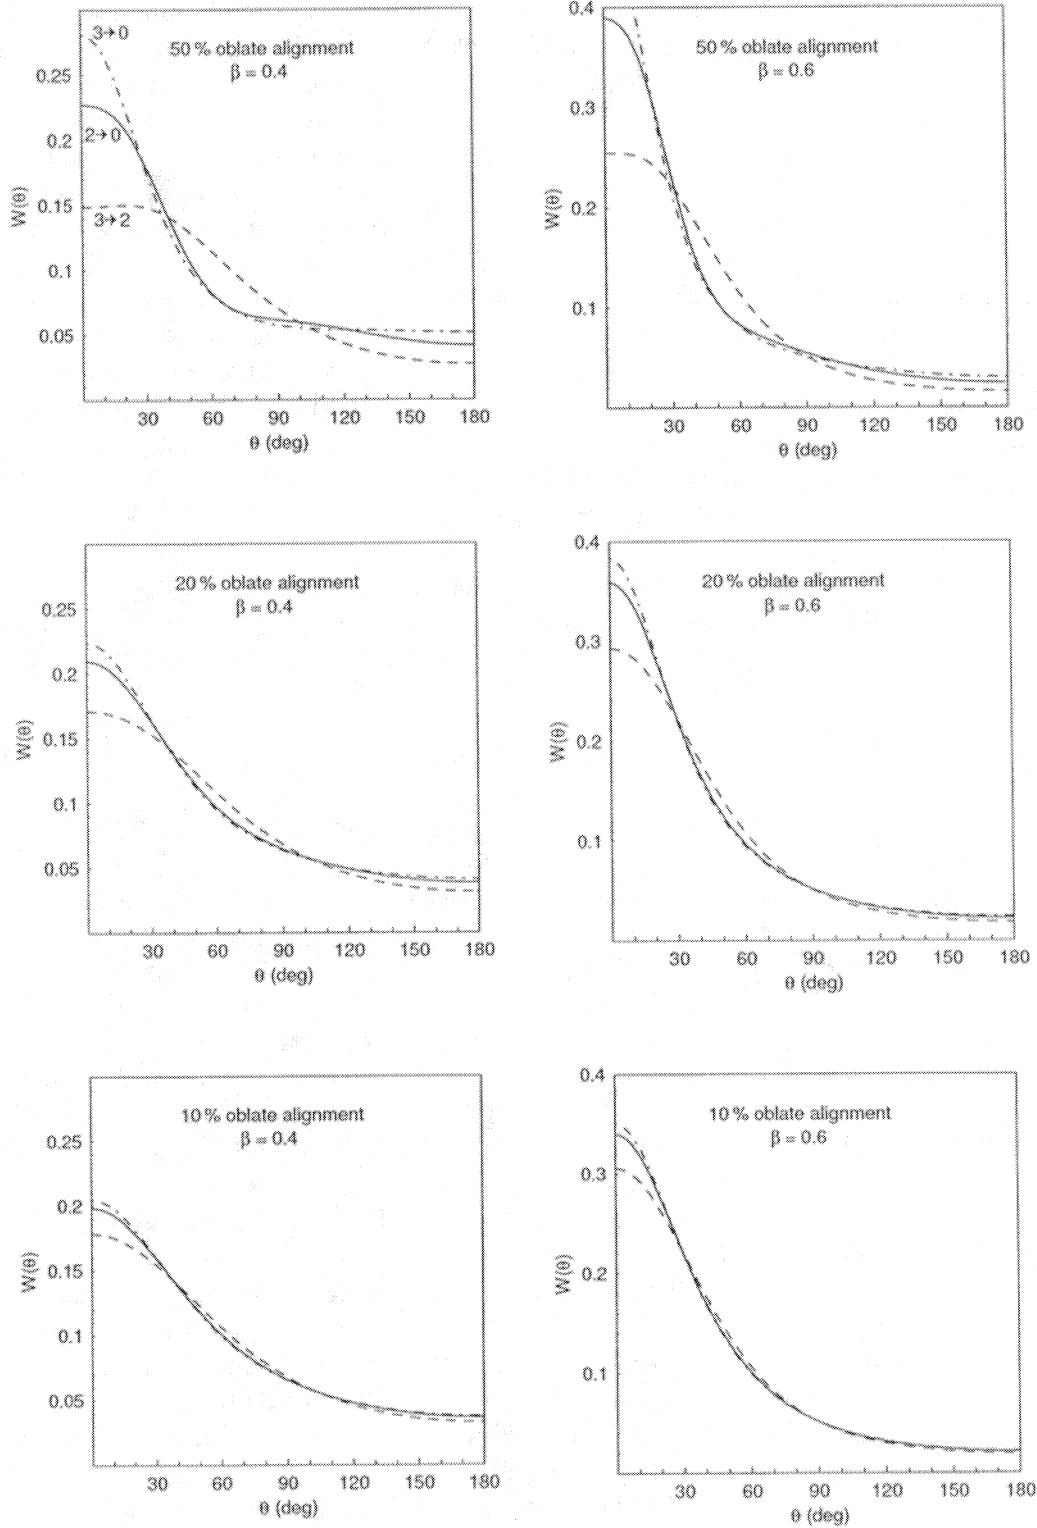 50 % oblate alignment
β = 0.4
3→0
2→0
3→2
0.25
0.2
0.15
0.1
0.05
W(θ)
30 60 90 120 150 180
θ (deg)
50 % oblate alignment
β = 0.6
0.4
0.3
0.2
0.1
W(θ)
30 60 90 120 150 180
θ (deg)
20 % oblate alignment
β = 0.4
0.25
0.2
0.15
0.1
0.05
W(θ)
30 60 90 120 150 180
θ (deg)
20 % oblate alignment
β = 0.6
0.4
0.3
0.2
0.1
W(θ)
30 60 90 120 150 180
θ (deg)
10 % oblate alignment
β = 0.4
0.25
0.2
0.15
0.1
0.05
W(θ)
30 60 90 120 150 180
θ (deg)
10 % oblate alignment
β = 0.6
0.4
0.3
0.2
0.1
W(θ)
30 60 90 120 150 180
θ (deg)